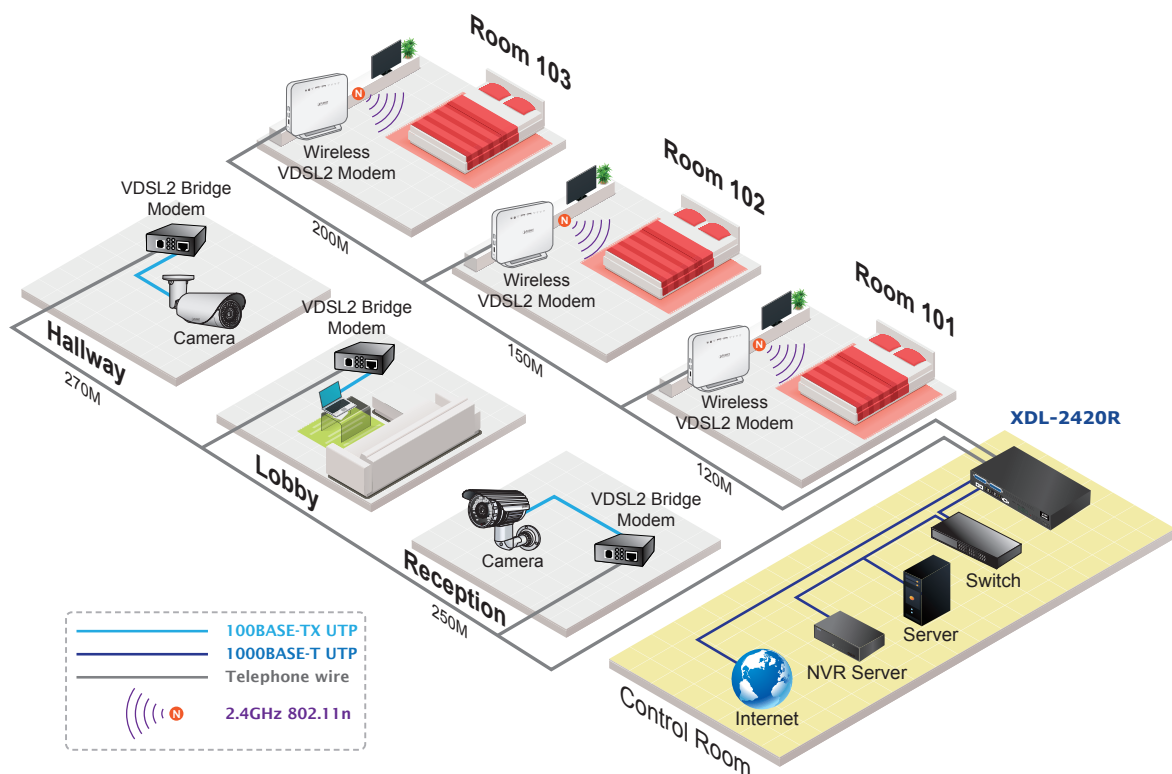 Room 103
N
Wireless
VDSL2 Modem
VDSL2 Bridge
Modem
200M
Room 102
N
Wireless
VDSL2 Modem
Camera
Hallway
270M
VDSL2 Bridge
Modem
150M
Room 101
N
Wireless
VDSL2 Modem
XDL-2420R
Lobby
120M
VDSL2 Bridge
Modem
Camera
Reception
250M
Switch
Server
NVR Server
Internet
Control Room
100BASE-TX UTP
1000BASE-T UTP
Telephone wire
N
2.4GHz 802.11n